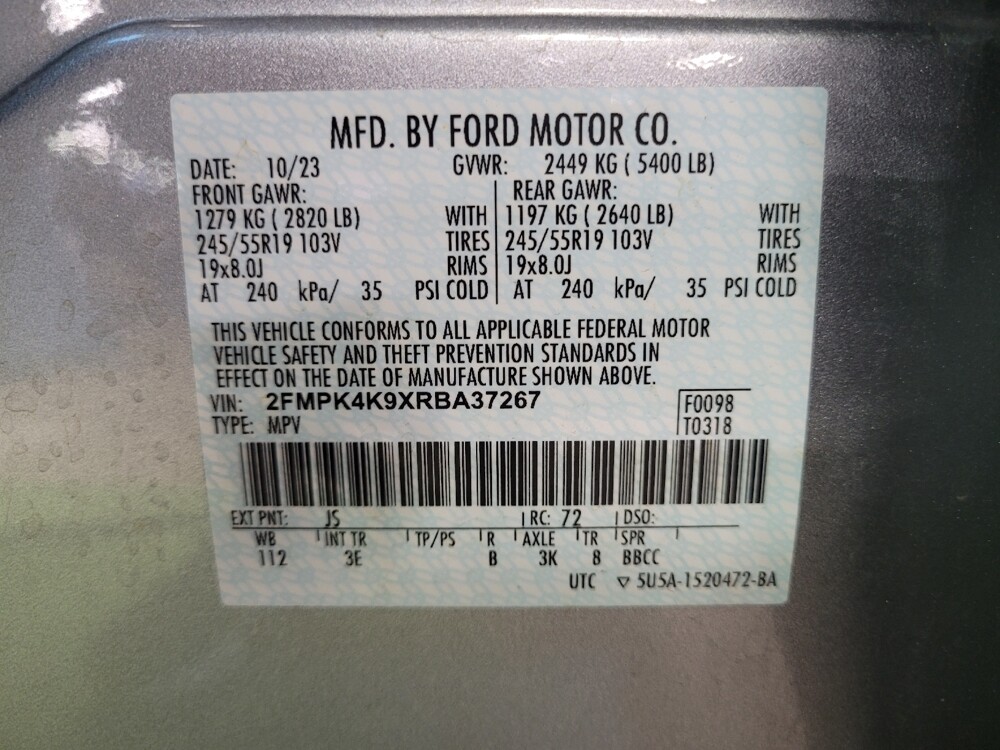 MFD. BY FORD MOTOR CO.
DATE: 10/23 GVWR: 2449 KG ( 5400 LB)
FRONT GAWR: REAR GAWR:
1279 KG ( 2820 LB) WITH 1197 KG ( 2640 LB) WITH
245/55R19 103V TIRES 245/55R19 103V TIRES
19x8.0J RIMS 19x8.0J RIMS
AT 240 kPa/ 35 PSI COLD AT 240 kPa/ 35 PSI COLD
THIS VEHICLE CONFORMS TO ALL APPLICABLE FEDERAL MOTOR
VEHICLE SAFETY AND THEFT PREVENTION STANDARDS IN
EFFECT ON THE DATE OF MANUFACTURE SHOWN ABOVE.
VIN: 2FMPK4K9XRBA37267 F0098
TYPE: MPV T0318
EXT PNT: JS RC: 72 DSO:
WB INT TR TP/PS R AXLE TR SPR
112 3E B 3K 8 BBCC
UTC ▽ 5U5A-1520472-BA